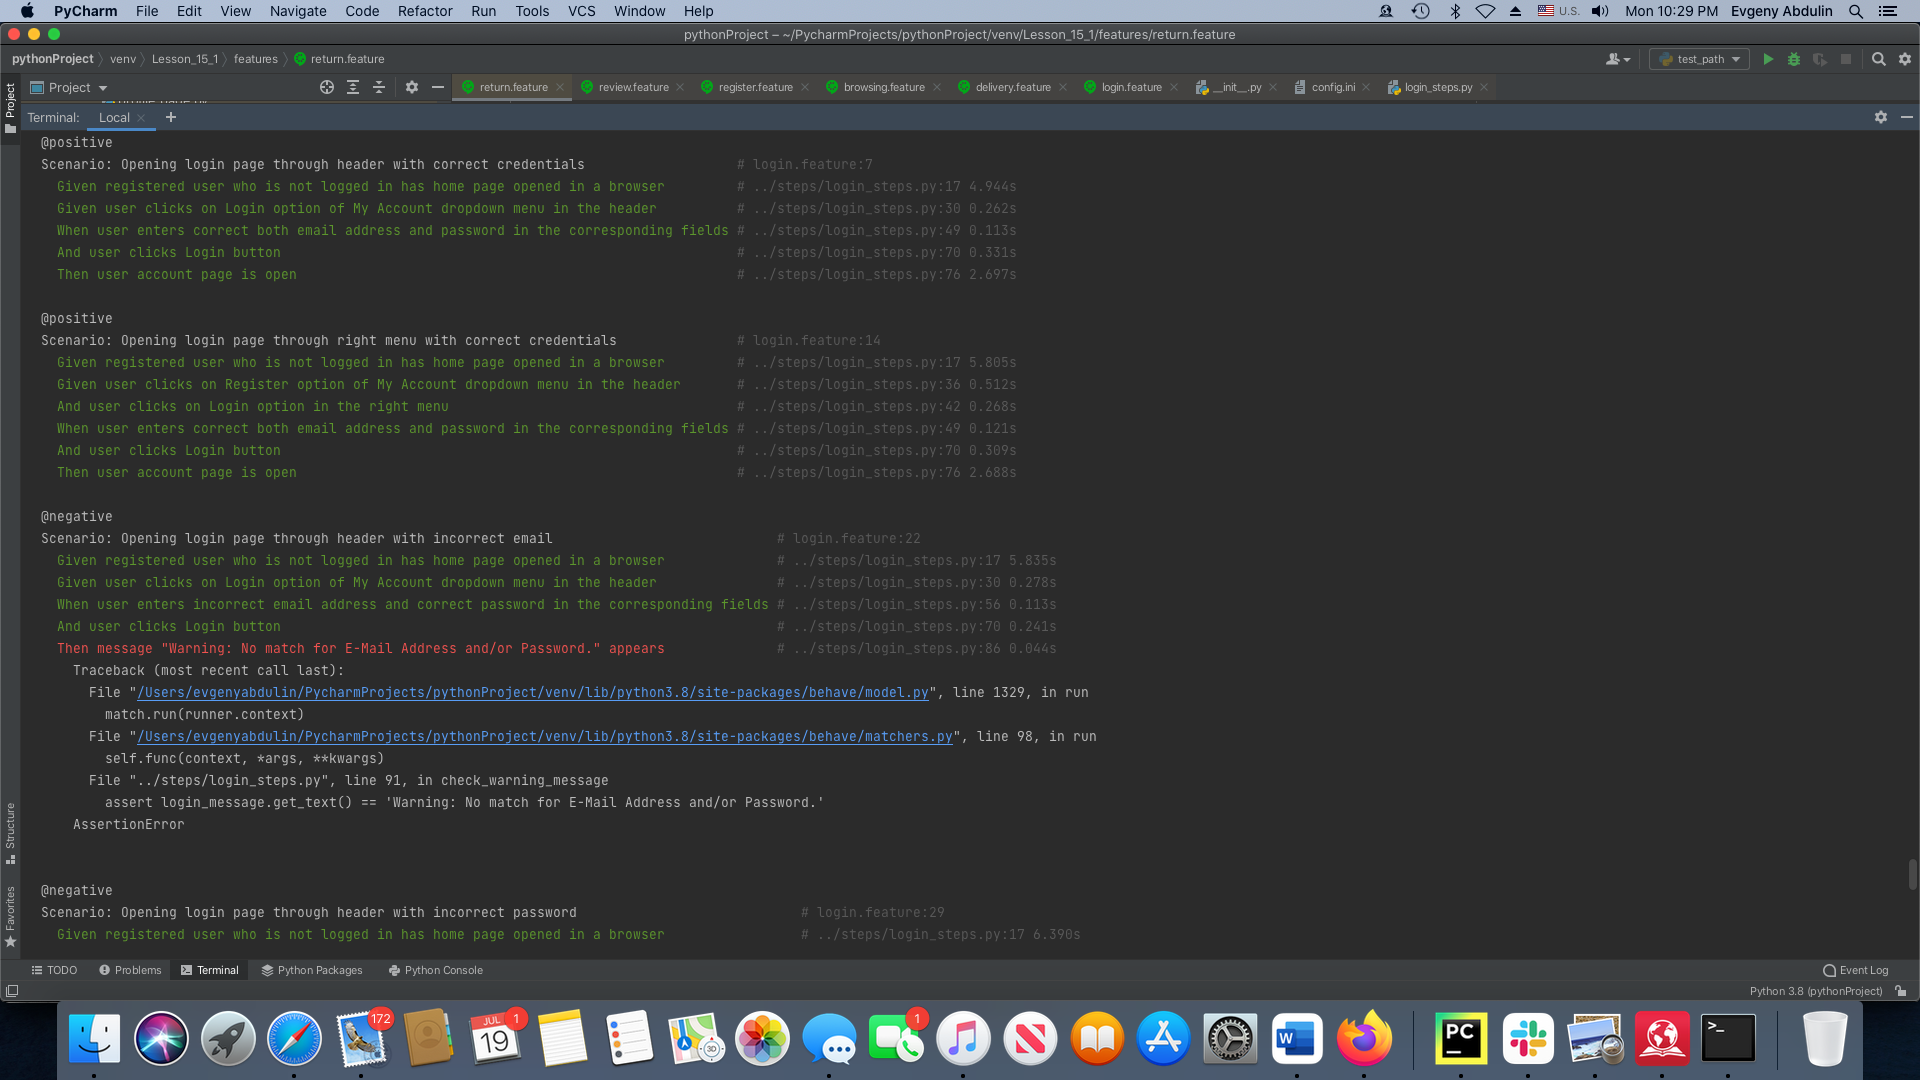 PyCharm File Edit View Navigate Code Refactor Run Tools VCS Window Help U.S. Mon 10:29 PM Evgeny Abdulin
pythonProject – ~/PycharmProjects/pythonProject/venv/Lesson_15_1/features/return.feature
pythonProject venv Lesson_15_1 features return.feature test_path
Project return.feature review.feature register.feature browsing.feature delivery.feature login.feature __init__.py config.ini login_steps.py
Project
Terminal: Local
@positive
Scenario: Opening login page through header with correct credentials # login.feature:7
Given registered user who is not logged in has home page opened in a browser # ../steps/login_steps.py:17 4.944s
Given user clicks on Login option of My Account dropdown menu in the header # ../steps/login_steps.py:30 0.262s
When user enters correct both email address and password in the corresponding fields # ../steps/login_steps.py:49 0.113s
And user clicks Login button # ../steps/login_steps.py:70 0.331s
Then user account page is open # ../steps/login_steps.py:76 2.697s
@positive
Scenario: Opening login page through right menu with correct credentials # login.feature:14
Given registered user who is not logged in has home page opened in a browser # ../steps/login_steps.py:17 5.805s
Given user clicks on Register option of My Account dropdown menu in the header # ../steps/login_steps.py:36 0.512s
And user clicks on Login option in the right menu # ../steps/login_steps.py:42 0.268s
When user enters correct both email address and password in the corresponding fields # ../steps/login_steps.py:49 0.121s
And user clicks Login button # ../steps/login_steps.py:70 0.309s
Then user account page is open # ../steps/login_steps.py:76 2.688s
@negative
Scenario: Opening login page through header with incorrect email # login.feature:22
Given registered user who is not logged in has home page opened in a browser # ../steps/login_steps.py:17 5.835s
Given user clicks on Login option of My Account dropdown menu in the header # ../steps/login_steps.py:30 0.278s
When user enters incorrect email address and correct password in the corresponding fields # ../steps/login_steps.py:56 0.113s
And user clicks Login button # ../steps/login_steps.py:70 0.241s
Then message "Warning: No match for E-Mail Address and/or Password." appears # ../steps/login_steps.py:86 0.044s
Traceback (most recent call last):
File "/Users/evgenyabdulin/PycharmProjects/pythonProject/venv/lib/python3.8/site-packages/behave/model.py", line 1329, in run
match.run(runner.context)
File "/Users/evgenyabdulin/PycharmProjects/pythonProject/venv/lib/python3.8/site-packages/behave/matchers.py", line 98, in run
self.func(context, *args, **kwargs)
File "../steps/login_steps.py", line 91, in check_warning_message
assert login_message.get_text() == 'Warning: No match for E-Mail Address and/or Password.'
AssertionError
Structure
@negative
Scenario: Opening login page through header with incorrect password # login.feature:29
Given registered user who is not logged in has home page opened in a browser # ../steps/login_steps.py:17 6.390s
Favorites
TODO Problems Terminal Python Packages Python Console Event Log
Python 3.8 (pythonProject)
172
JUL
19
1
3D
1
W
PC
>_